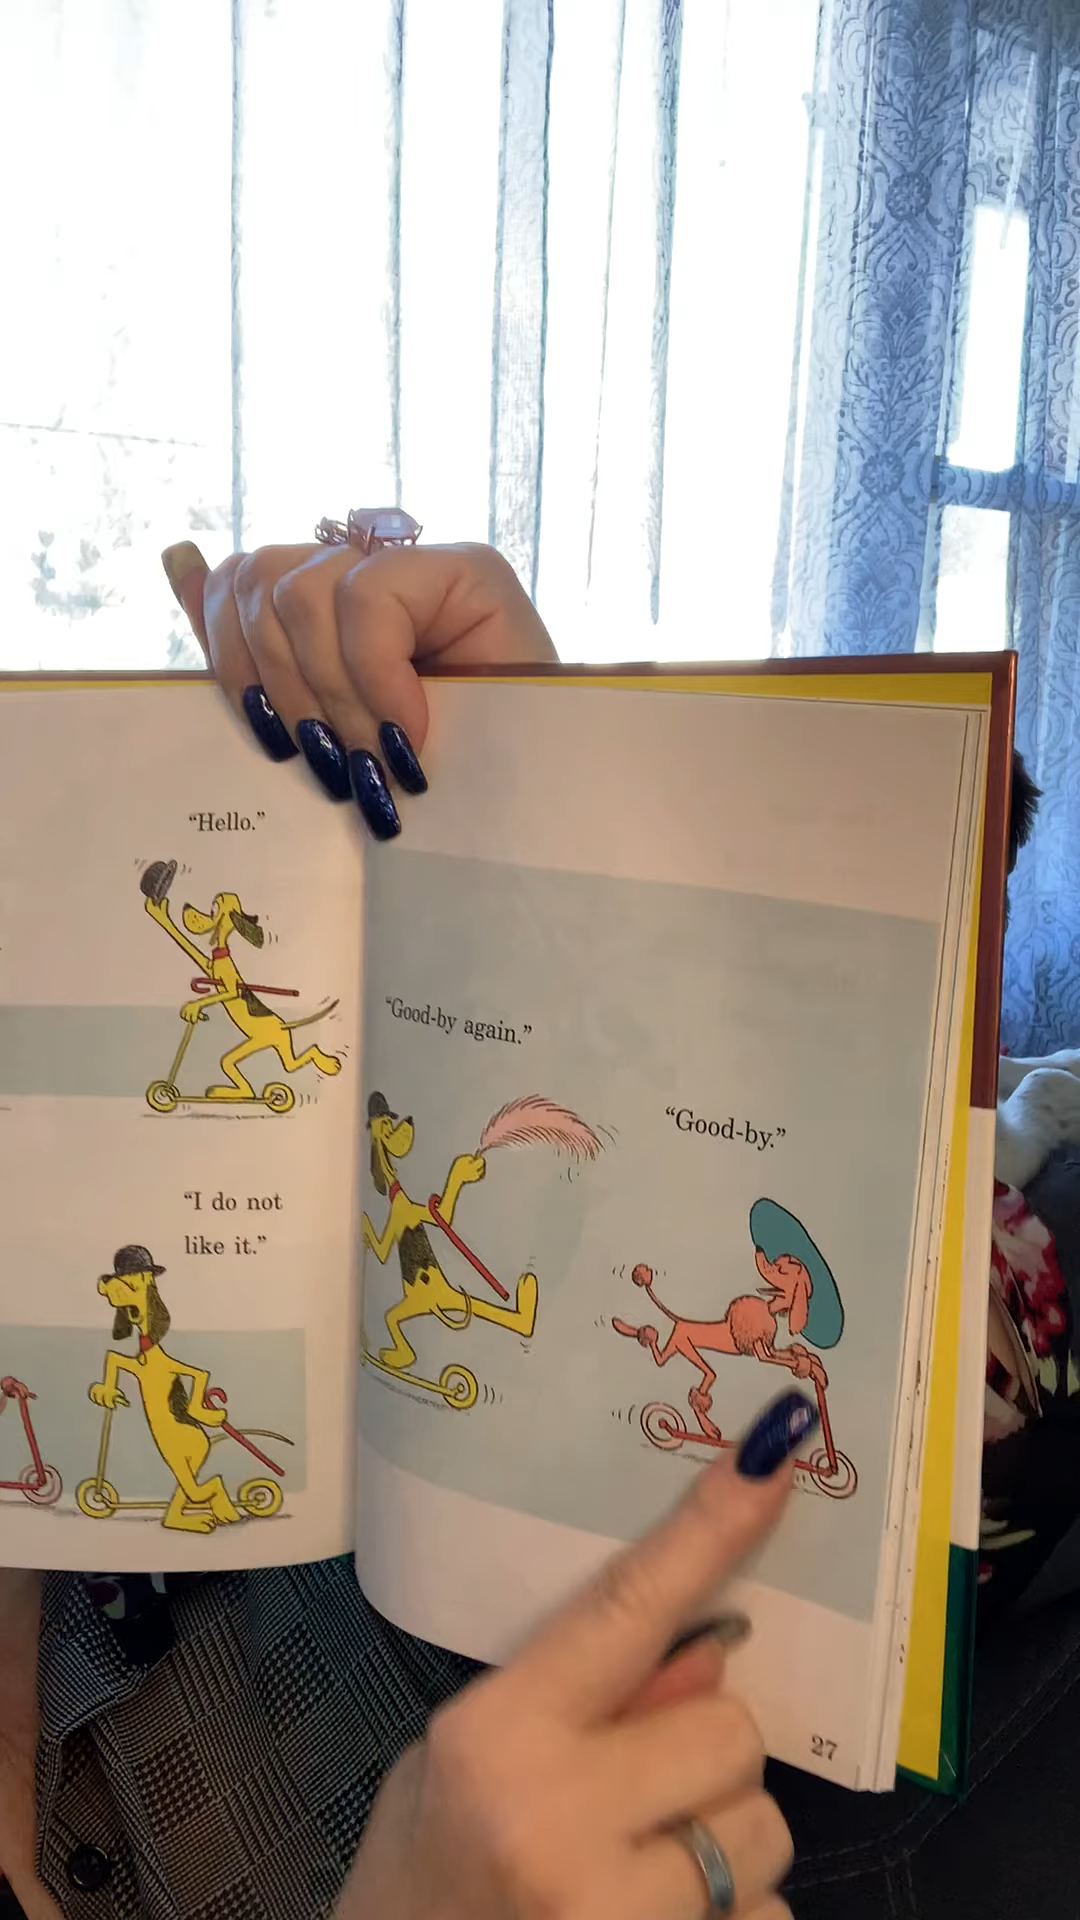 “Hello.”
“I do not
like it.”
“Good-by again.”
“Good-by.”
27